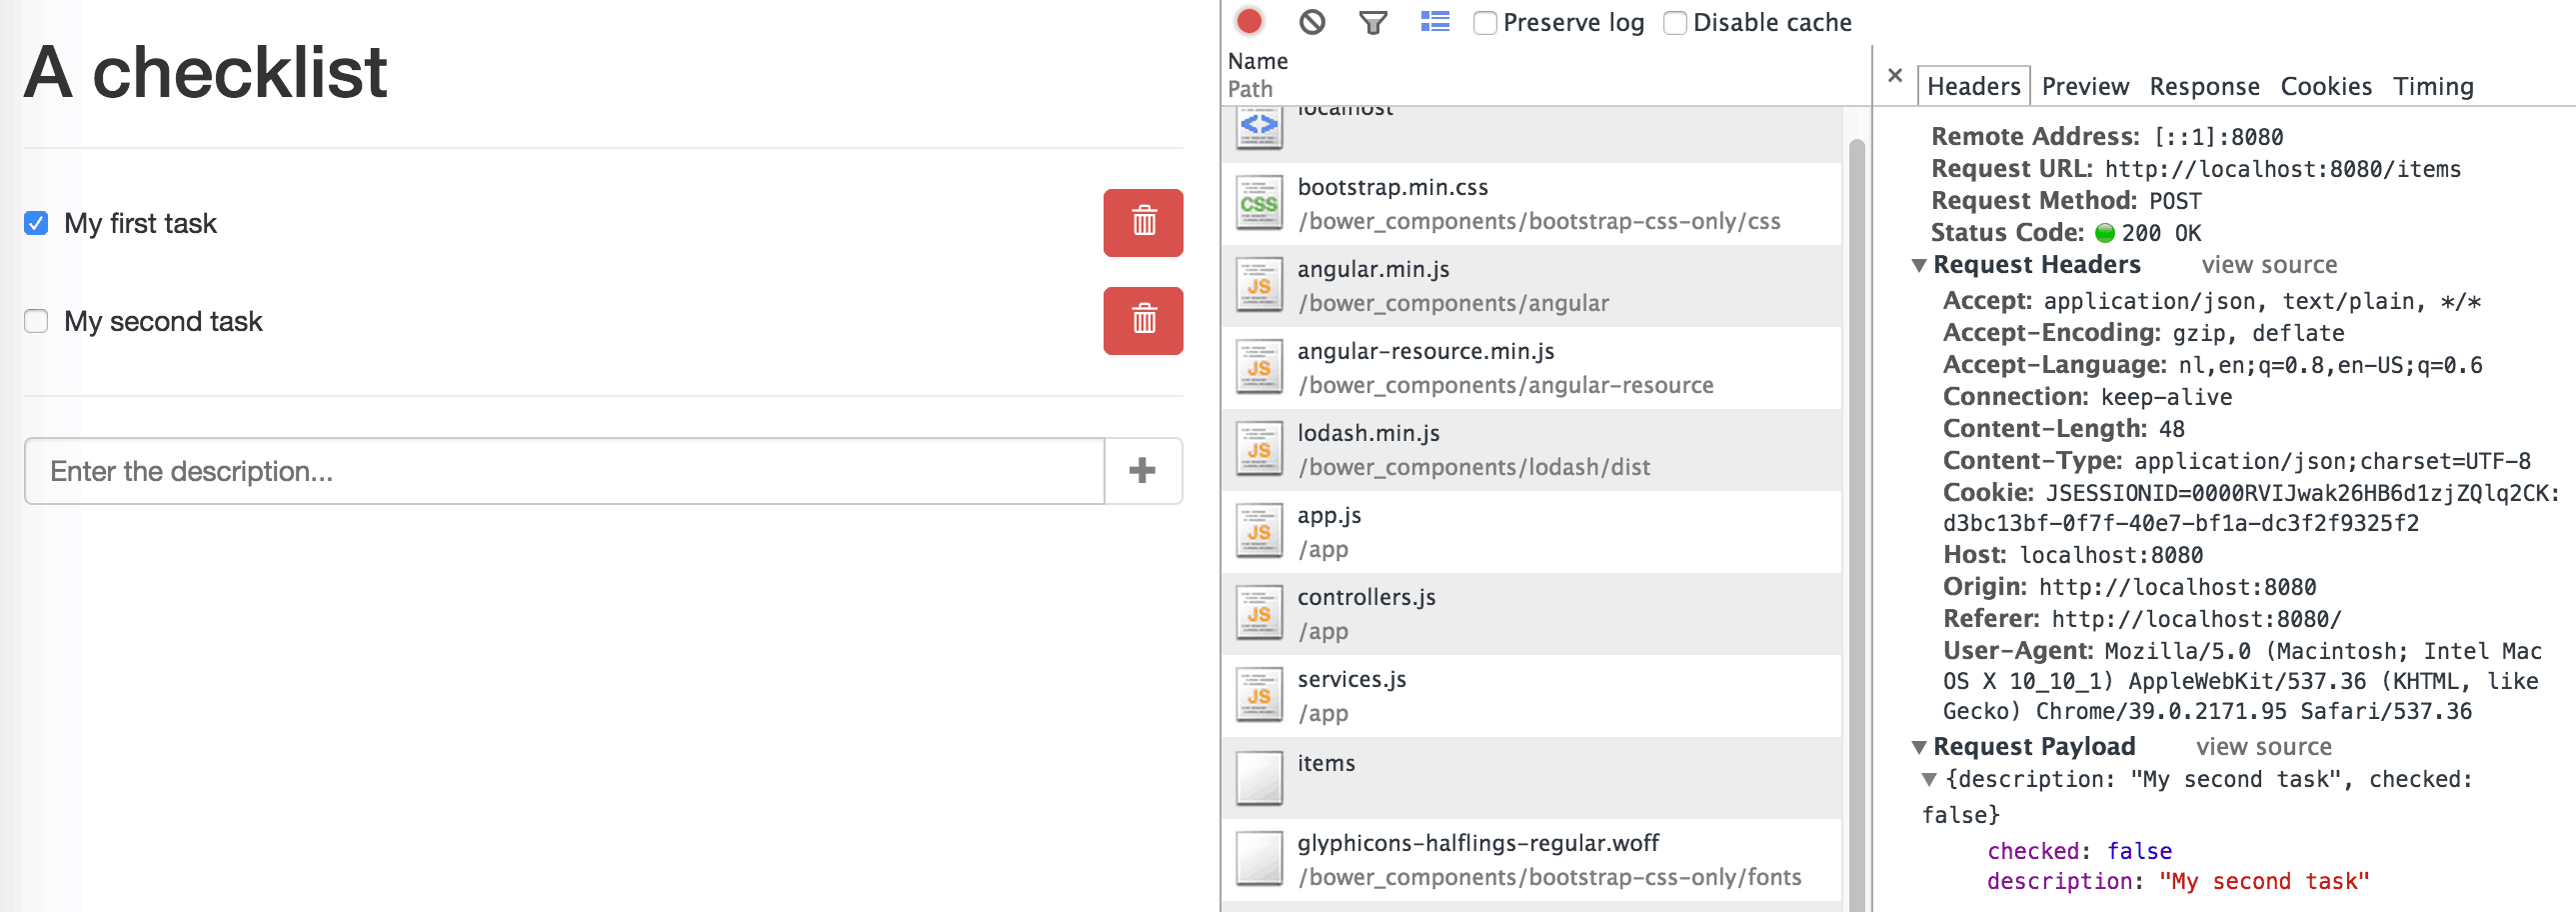 A checklist
My first task
My second task
Enter the description...
Preserve log
Disable cache
Name
Path
localhost
bootstrap.min.css
/bower_components/bootstrap-css-only/css
angular.min.js
/bower_components/angular
angular-resource.min.js
/bower_components/angular-resource
lodash.min.js
/bower_components/lodash/dist
app.js
/app
controllers.js
/app
services.js
/app
items
glyphicons-halflings-regular.woff
/bower_components/bootstrap-css-only/fonts
<>
CSS
JS
JS
JS
JS
JS
JS
× Headers Preview Response Cookies Timing
Remote Address: [::1]:8080
Request URL: http://localhost:8080/items
Request Method: POST
Status Code: 200 OK
Request Headers view source
Accept: application/json, text/plain, */*
Accept-Encoding: gzip, deflate
Accept-Language: nl,en;q=0.8,en-US;q=0.6
Connection: keep-alive
Content-Length: 48
Content-Type: application/json;charset=UTF-8
Cookie: JSESSIONID=0000RVIJwak26HB6d1zjZQlq2CK:
d3bc13bf-0f7f-40e7-bf1a-dc3f2f9325f2
Host: localhost:8080
Origin: http://localhost:8080
Referer: http://localhost:8080/
User-Agent: Mozilla/5.0 (Macintosh; Intel Mac
OS X 10_10_1) AppleWebKit/537.36 (KHTML, like
Gecko) Chrome/39.0.2171.95 Safari/537.36
Request Payload view source
{description: "My second task", checked:
false}
checked: false
description: "My second task"